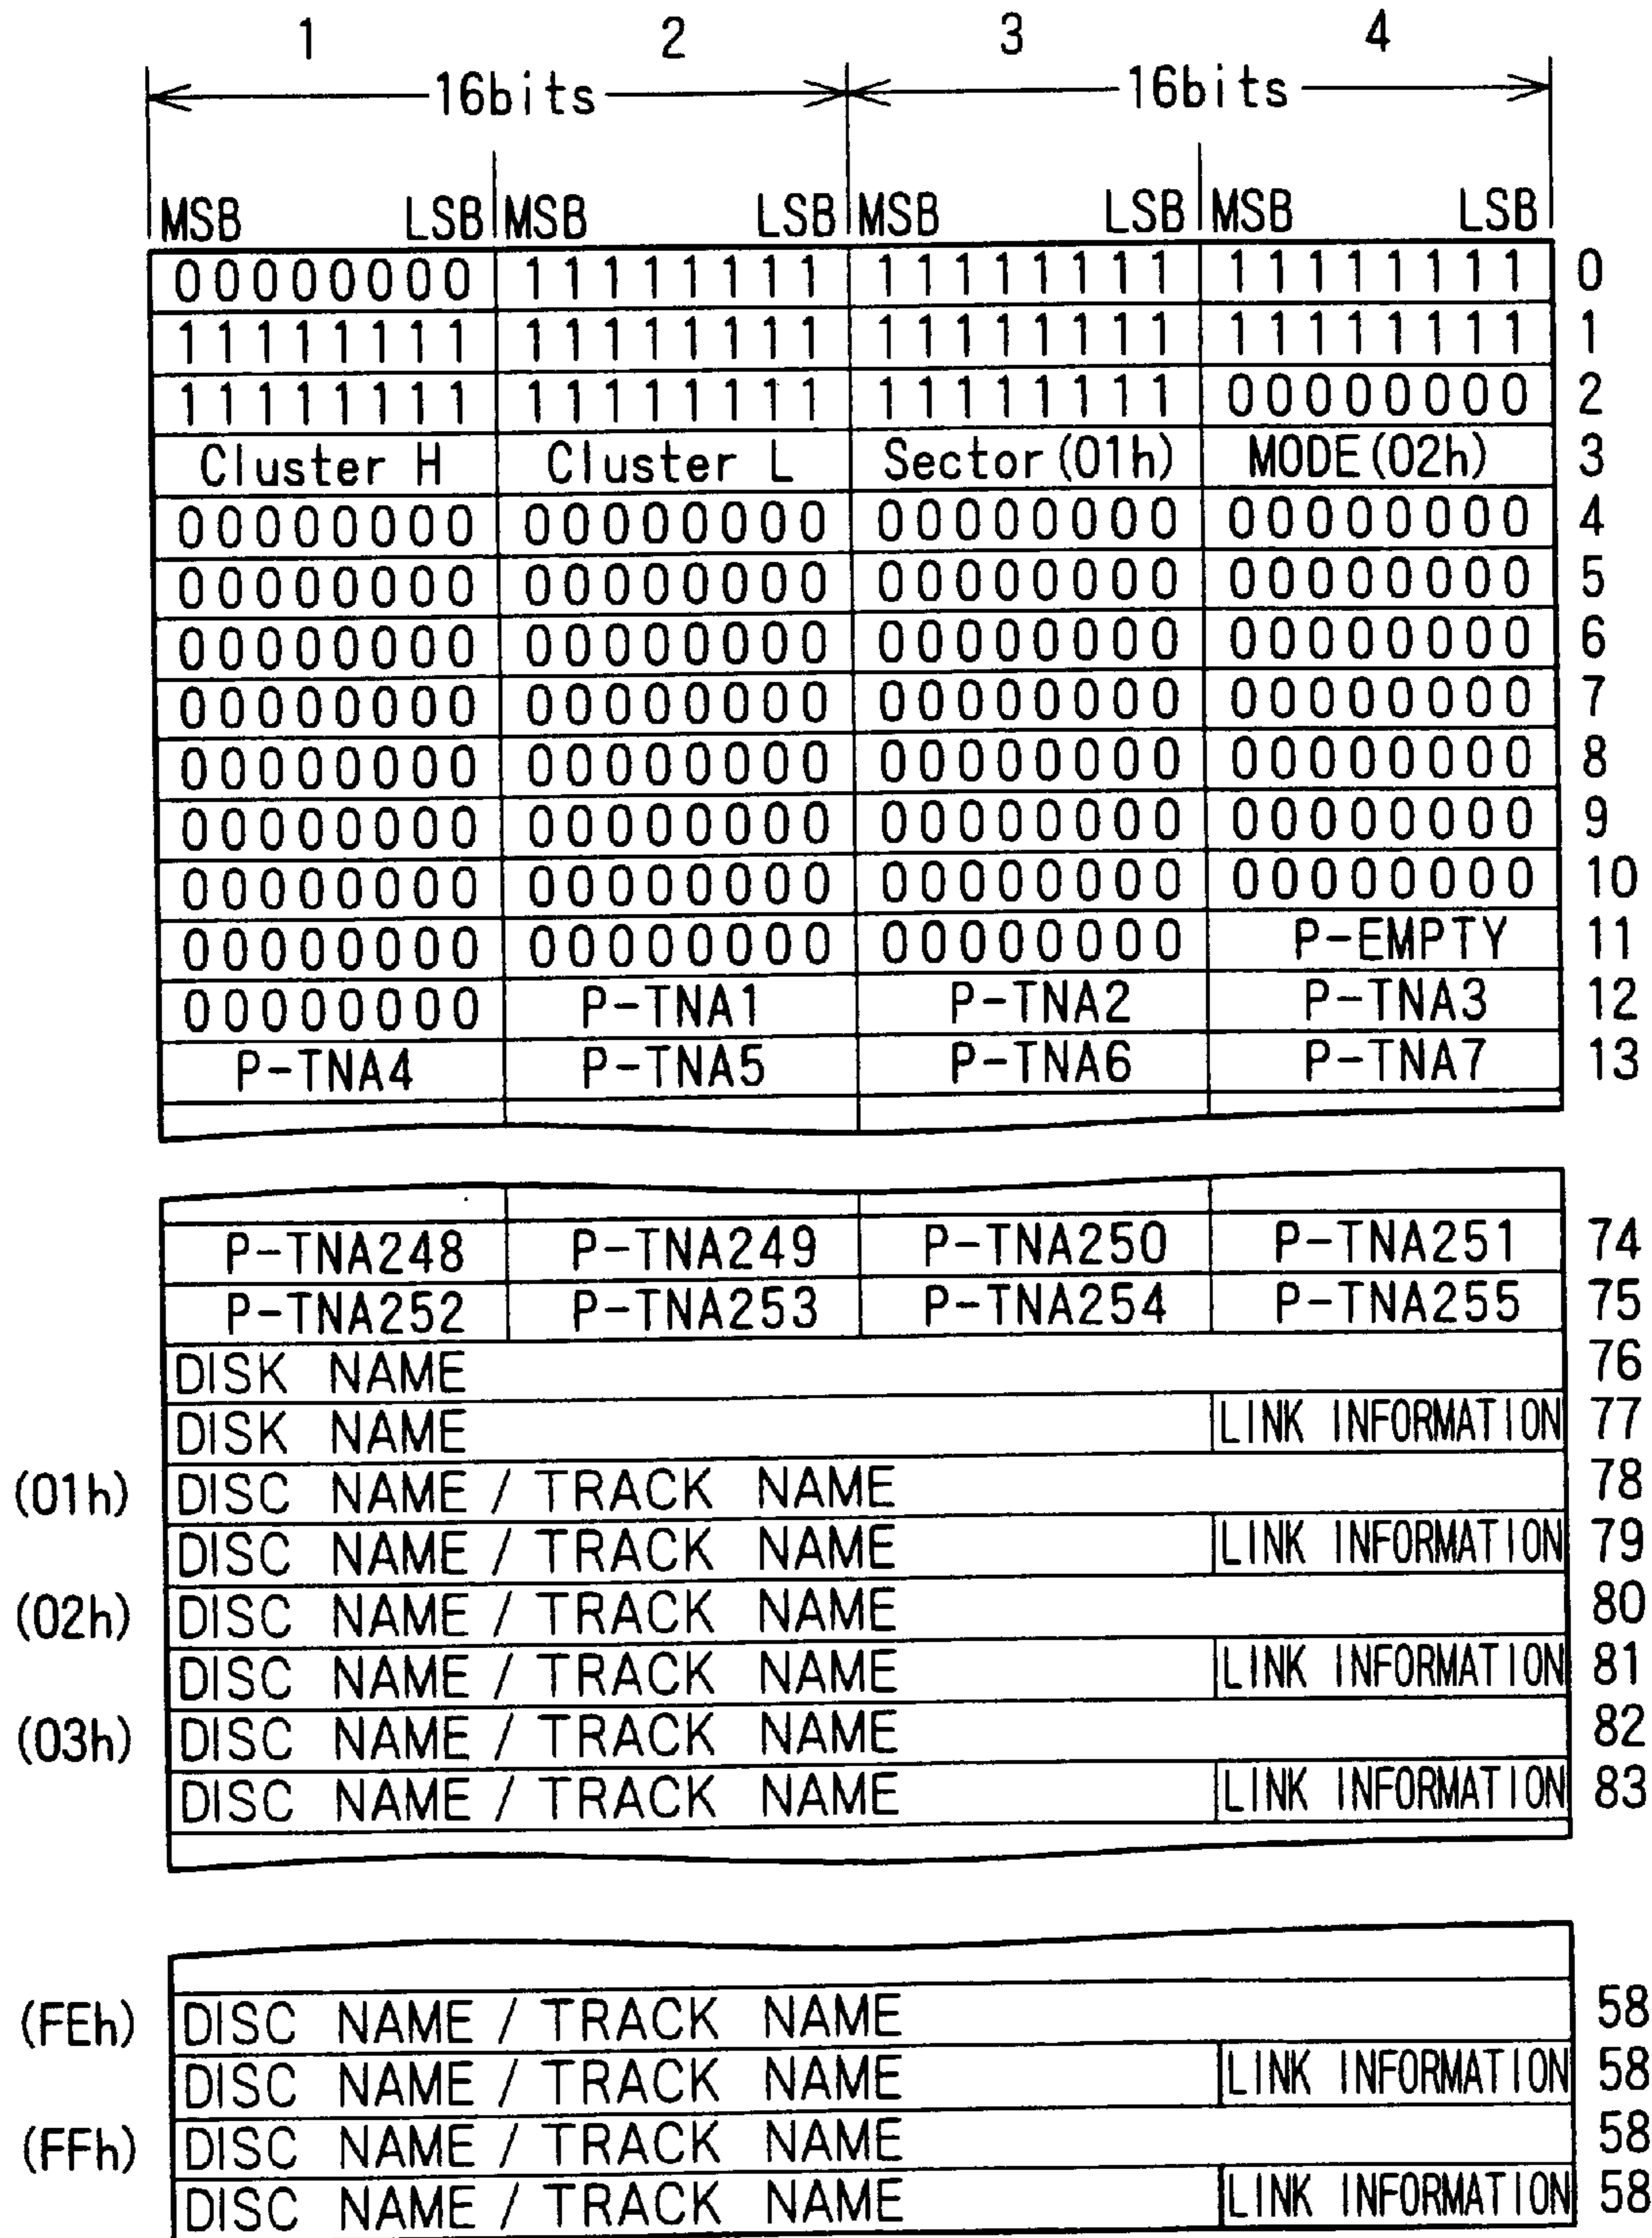 1 2 3 4
16bits 16bits
MSB LSB MSB LSB MSB LSB MSB LSB
00000000 11111111 11111111 11111111 0
11111111 11111111 11111111 11111111 1
11111111 11111111 11111111 00000000 2
Cluster H Cluster L Sector(01h) MODE(02h) 3
00000000 00000000 00000000 00000000 4
00000000 00000000 00000000 00000000 5
00000000 00000000 00000000 00000000 6
00000000 00000000 00000000 00000000 7
00000000 00000000 00000000 00000000 8
00000000 00000000 00000000 00000000 9
00000000 00000000 00000000 00000000 10
00000000 00000000 00000000 P-EMPTY 11
00000000 P-TNA1 P-TNA2 P-TNA3 12
P-TNA4 P-TNA5 P-TNA6 P-TNA7 13
P-TNA248 P-TNA249 P-TNA250 P-TNA251 74
P-TNA252 P-TNA253 P-TNA254 P-TNA255 75
DISK NAME 76
DISK NAME LINK INFORMATION 77
(01h) DISC NAME / TRACK NAME 78
DISC NAME / TRACK NAME LINK INFORMATION 79
(02h) DISC NAME / TRACK NAME 80
DISC NAME / TRACK NAME LINK INFORMATION 81
(03h) DISC NAME / TRACK NAME 82
DISC NAME / TRACK NAME LINK INFORMATION 83
(FEh) DISC NAME / TRACK NAME 58
DISC NAME / TRACK NAME LINK INFORMATION 58
(FFh) DISC NAME / TRACK NAME 58
DISC NAME / TRACK NAME LINK INFORMATION 58